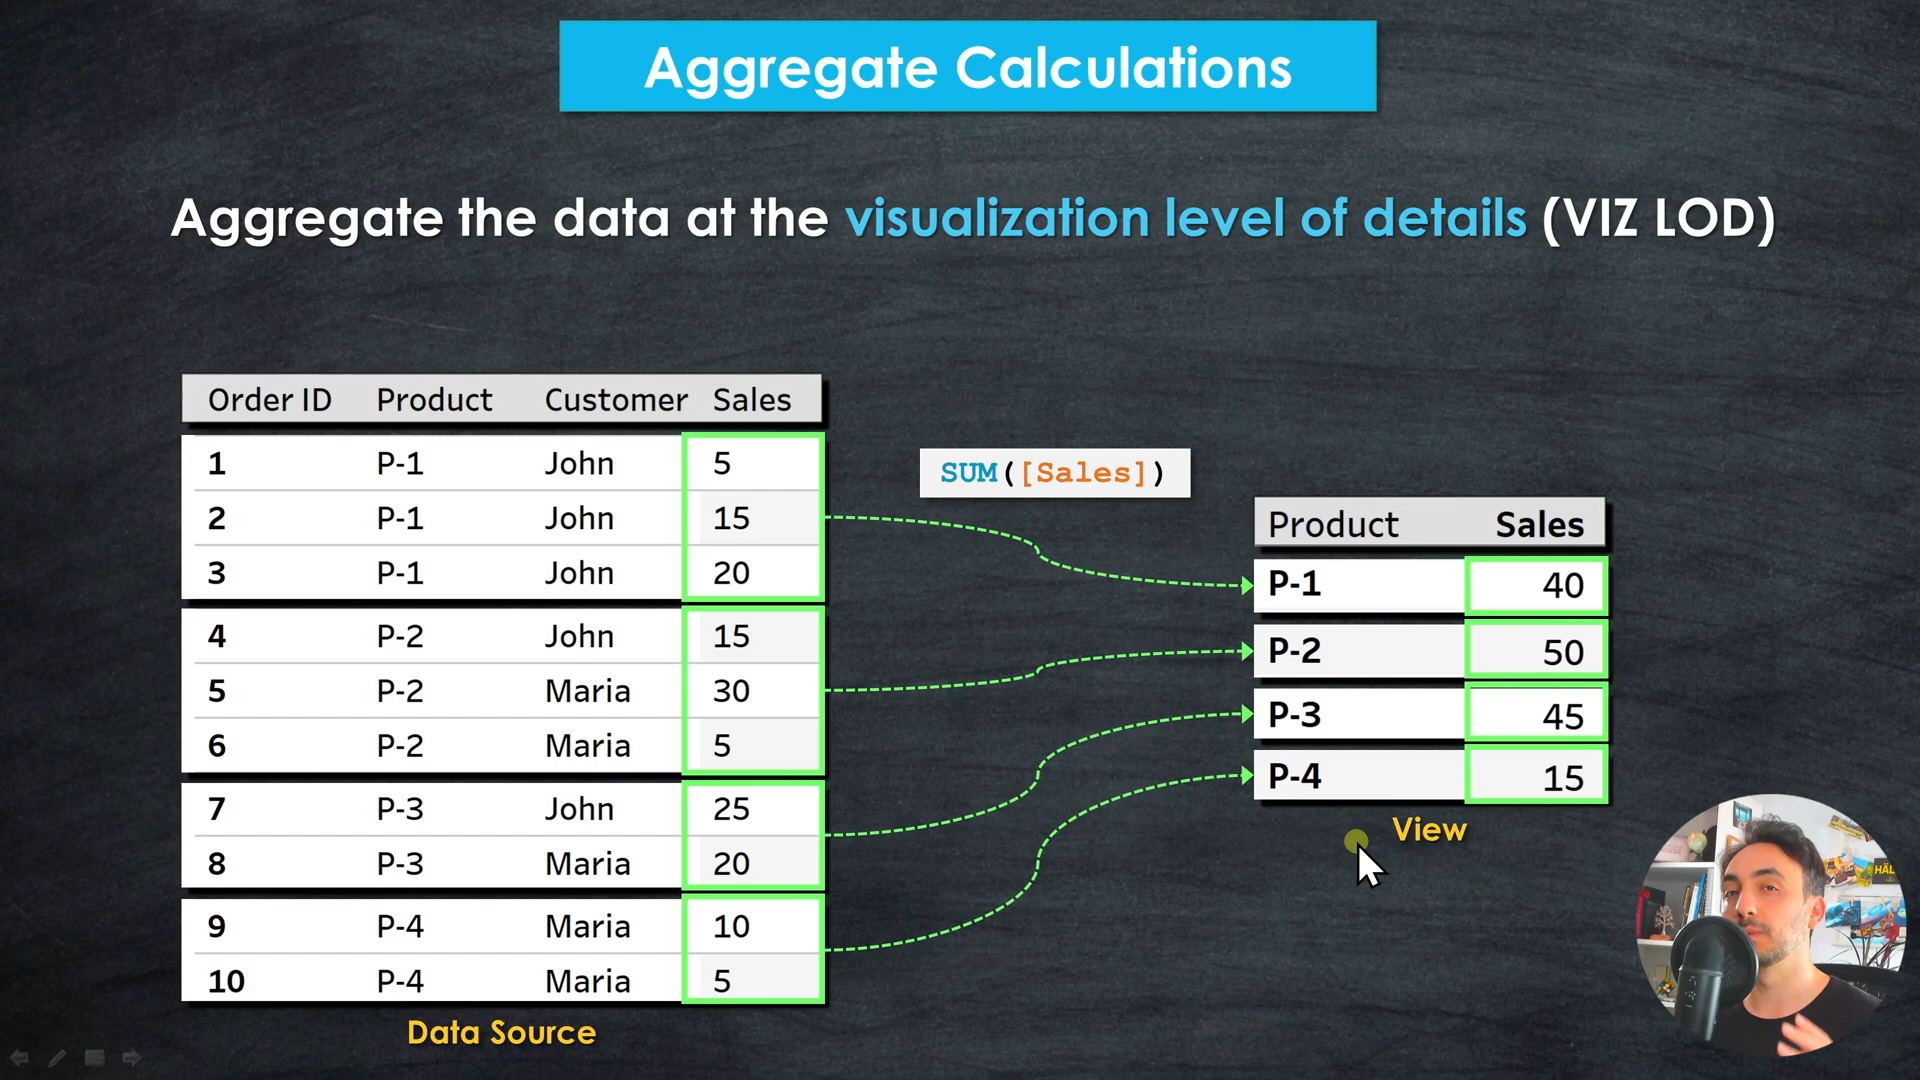 Aggregate Calculations
Aggregate the data at the visualization level of details (VIZ LOD)
Order ID Product Customer Sales
1 P-1 John 5
2 P-1 John 15
3 P-1 John 20
4 P-2 John 15
5 P-2 Maria 30
6 P-2 Maria 5
7 P-3 John 25
8 P-3 Maria 20
9 P-4 Maria 10
10 P-4 Maria 5
Data Source
SUM([Sales])
Product Sales
P-1 40
P-2 50
P-3 45
P-4 15
View
HÄL